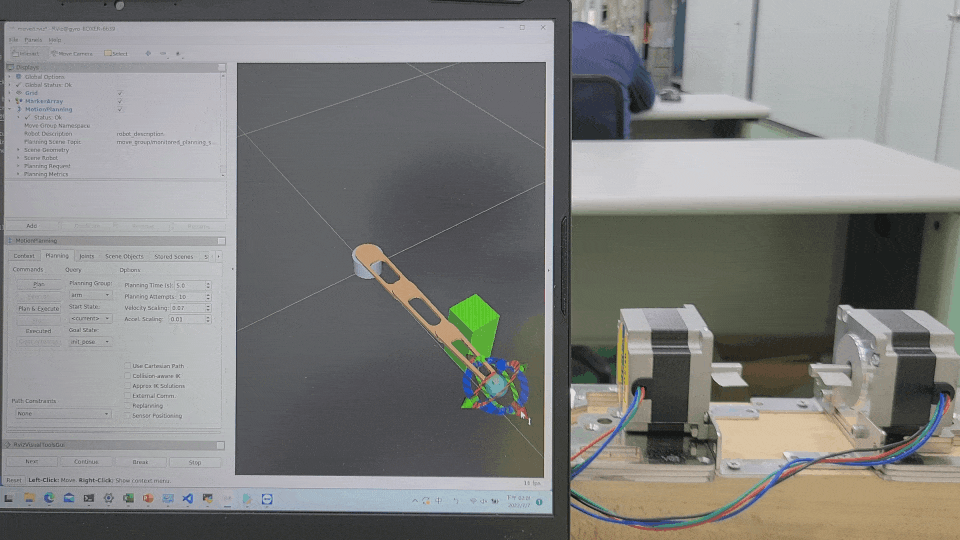 File Panels Help
Interact Move Camera Select
Displays
Global Options
Global Status: Ok
Grid
MarkerArray
MotionPlanning
Status: Ok
Move Group Namespace
Robot Description robot_description
Planning Scene Topic move_group/monitored_planning_s...
Scene Geometry
Scene Robot
Planning Request
Planning Metrics
Add
MotionPlanning
Context Planning Joints Scene Objects Stored Scenes S
Commands Query Options
Plan
Plan & Execute
Executed
Planning Group:
arm
Start State:
<current>
Goal State:
init_pose
Planning Time (s): 5.0
Planning Attempts: 10
Velocity Scaling: 0.07
Accel. Scaling: 0.01
Use Cartesian Path
Collision-aware IK
Approx IK Solutions
External Comm.
Replanning
Sensor Positioning
Path Constraints
None
RvizVisualToolsGui
Next Continue Break Stop
Reset Left-Click: Move. Right-Click: Show context menu.